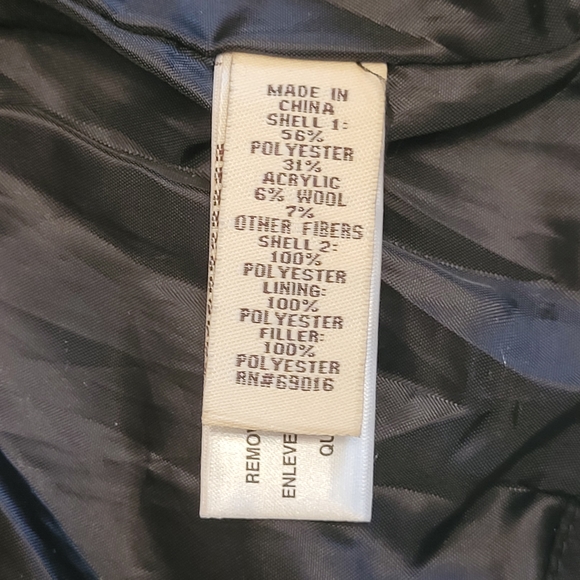 MADE IN
CHINA
SHELL 1:
56%
POLYESTER
31%
ACRYLIC
6% WOOL
7%
OTHER FIBERS
SHELL 2:
100%
POLYESTER
LINING:
100%
POLYESTER
FILLER:
100%
POLYESTER
RN#69016
REMOV
ENLEVE
QU